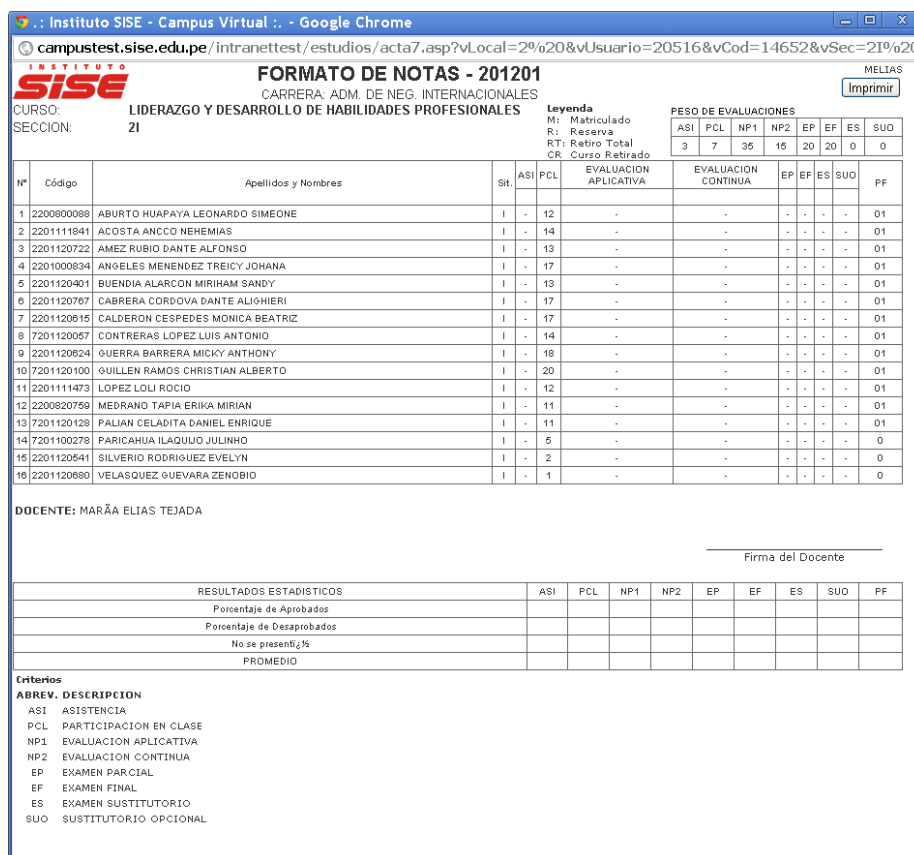 .: Instituto SISE - Campus Virtual :. - Google Chrome
campustest.sise.edu.pe/intranettest/estudios/acta7.asp?vLocal=2%20&vUsuario=20516&vCod=14652&vSec=2I%20
INSTITUTO
SISE
FORMATO DE NOTAS - 201201
MELIAS
CARRERA: ADM. DE NEG. INTERNACIONALES
Imprimir
CURSO: LIDERAZGO Y DESARROLLO DE HABILIDADES PROFESIONALES
SECCION: 2I
Leyenda
M: Matriculado
R: Reserva
RT: Retiro Total
CR Curso Retirado
PESO DE EVALUACIONES
ASI PCL NP1 NP2 EP EF ES SUO
3 7 35 15 20 20 0 0
Nº Código Apellidos y Nombres Sit. ASI PCL EVALUACION APLICATIVA EVALUACION CONTINUA EP EF ES SUO PF
1 2200800088 ABURTO HUAPAYA LEONARDO SIMEONE I - 12 - - - - - - 01
2 2201111841 ACOSTA ANCCO NEHEMIAS I - 14 - - - - - - 01
3 2201120722 AMEZ RUBIO DANTE ALFONSO I - 13 - - - - - - 01
4 2201000834 ANGELES MENENDEZ TREICY JOHANA I - 17 - - - - - - 01
5 2201120401 BUENDIA ALARCON MIRIHAM SANDY I - 13 - - - - - - 01
6 2201120767 CABRERA CORDOVA DANTE ALIGHIERI I - 17 - - - - - - 01
7 2201120615 CALDERON CESPEDES MONICA BEATRIZ I - 17 - - - - - - 01
8 7201120057 CONTRERAS LOPEZ LUIS ANTONIO I - 14 - - - - - - 01
9 2201120624 GUERRA BARRERA MICKY ANTHONY I - 18 - - - - - - 01
10 7201120100 GUILLEN RAMOS CHRISTIAN ALBERTO I - 20 - - - - - - 01
11 2201111473 LOPEZ LOLI ROCIO I - 12 - - - - - - 01
12 2200820759 MEDRANO TAPIA ERIKA MIRIAN I - 11 - - - - - - 01
13 7201120128 PALIAN CELADITA DANIEL ENRIQUE I - 11 - - - - - - 01
14 7201100278 PARICAHUA ILAQUIJO JULINHO I - 5 - - - - - - 0
15 2201120541 SILVERIO RODRIGUEZ EVELYN I - 2 - - - - - - 0
16 2201120680 VELASQUEZ GUEVARA ZENOBIO I - 1 - - - - - - 0
DOCENTE: MARÃA ELIAS TEJADA
Firma del Docente
RESULTADOS ESTADISTICOS ASI PCL NP1 NP2 EP EF ES SUO PF
Porcentaje de Aprobados
Porcentaje de Desaprobados
No se presentï¿½
PROMEDIO
Criterios
ABREV. DESCRIPCION
ASI ASISTENCIA
PCL PARTICIPACION EN CLASE
NP1 EVALUACION APLICATIVA
NP2 EVALUACION CONTINUA
EP EXAMEN PARCIAL
EF EXAMEN FINAL
ES EXAMEN SUSTITUTORIO
SUO SUSTITUTORIO OPCIONAL